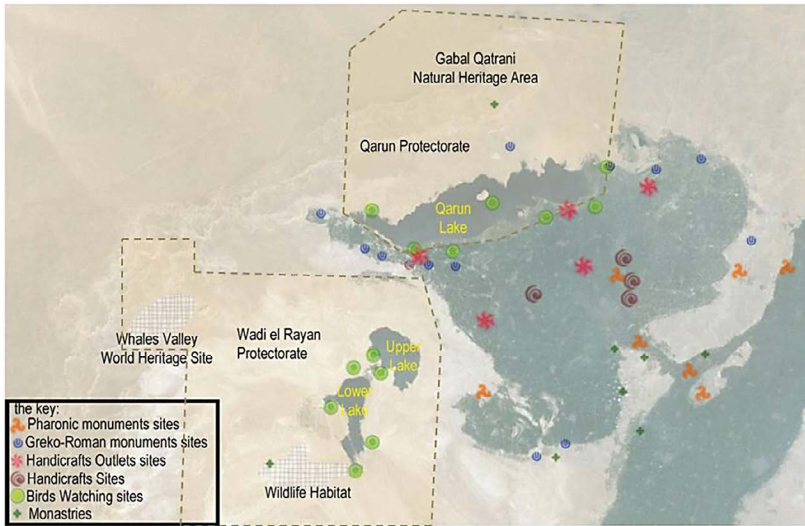 Gabal Qatrani
Natural Heritage Area
Qarun Protectorate
Qarun
Lake
Whales Valley
World Heritage Site
Wadi el Rayan
Protectorate
Upper
Lake
Lower
Lake
Wildlife Habitat
the key:
Pharonic monuments sites
Greko-Roman monuments sites
Handicrafts Outlets sites
Handicrafts Sites
Birds Watching sites
Monastries